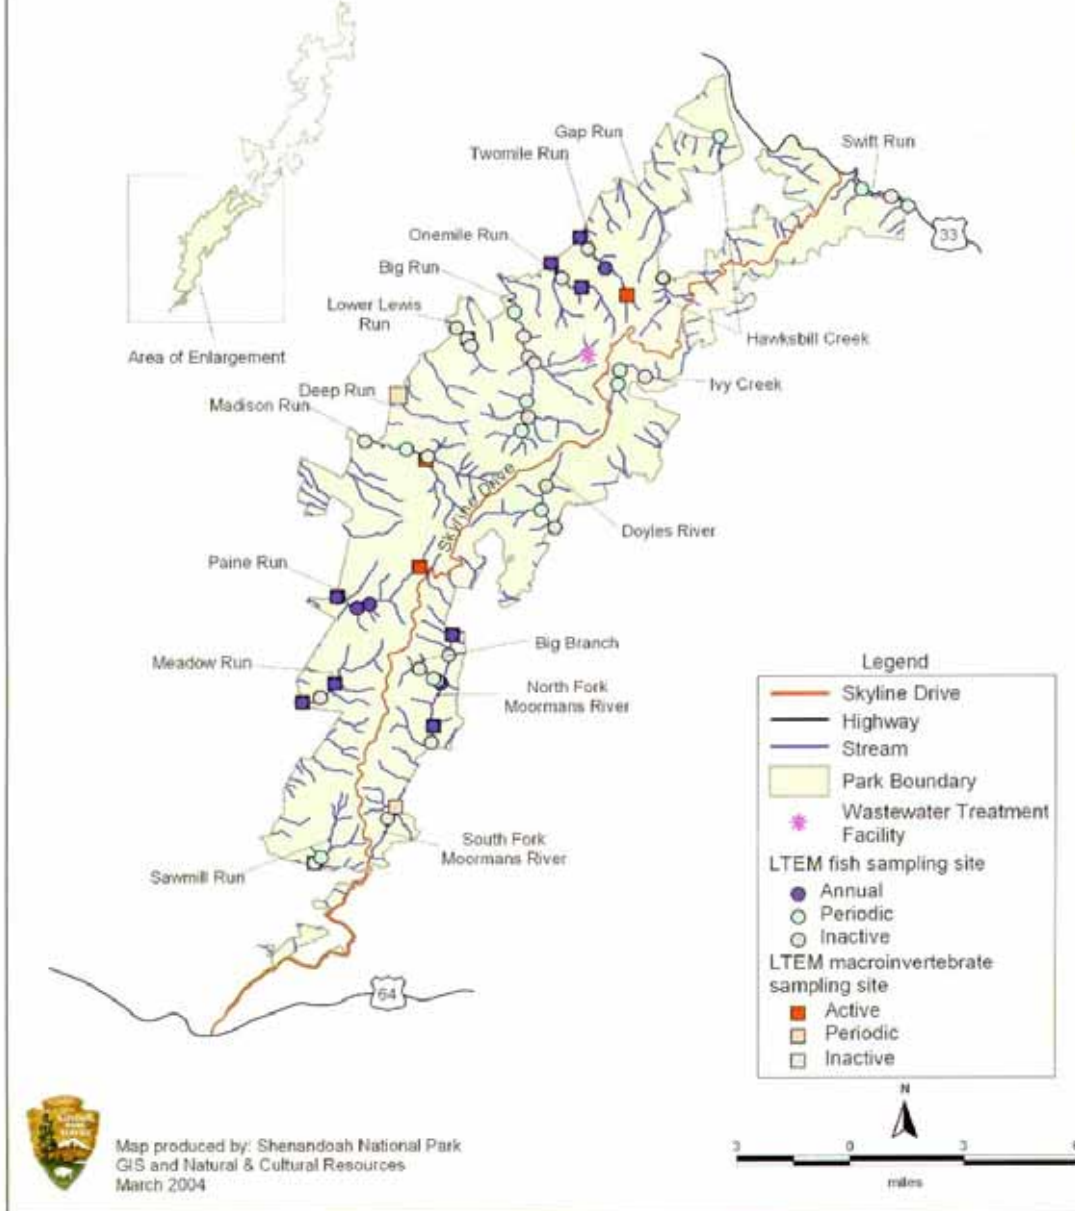 Gap Run
Twomile Run
Swift Run
Onemile Run
33
Big Run
Lower Lewis
Run
Hawksbill Creek
Area of Enlargement
Ivy Creek
Deep Run
Madison Run
Skyline Drive
Doyles River
Paine Run
Big Branch
Meadow Run
North Fork
Moormans River
South Fork
Moormans River
Sawmill Run
64
Legend
Skyline Drive
Highway
Stream
Park Boundary
Wastewater Treatment
Facility
LTEM fish sampling site
Annual
Periodic
Inactive
LTEM macroinvertebrate
sampling site
Active
Periodic
Inactive
N
3 0 3
miles
Map produced by: Shenandoah National Park
GIS and Natural & Cultural Resources
March 2004